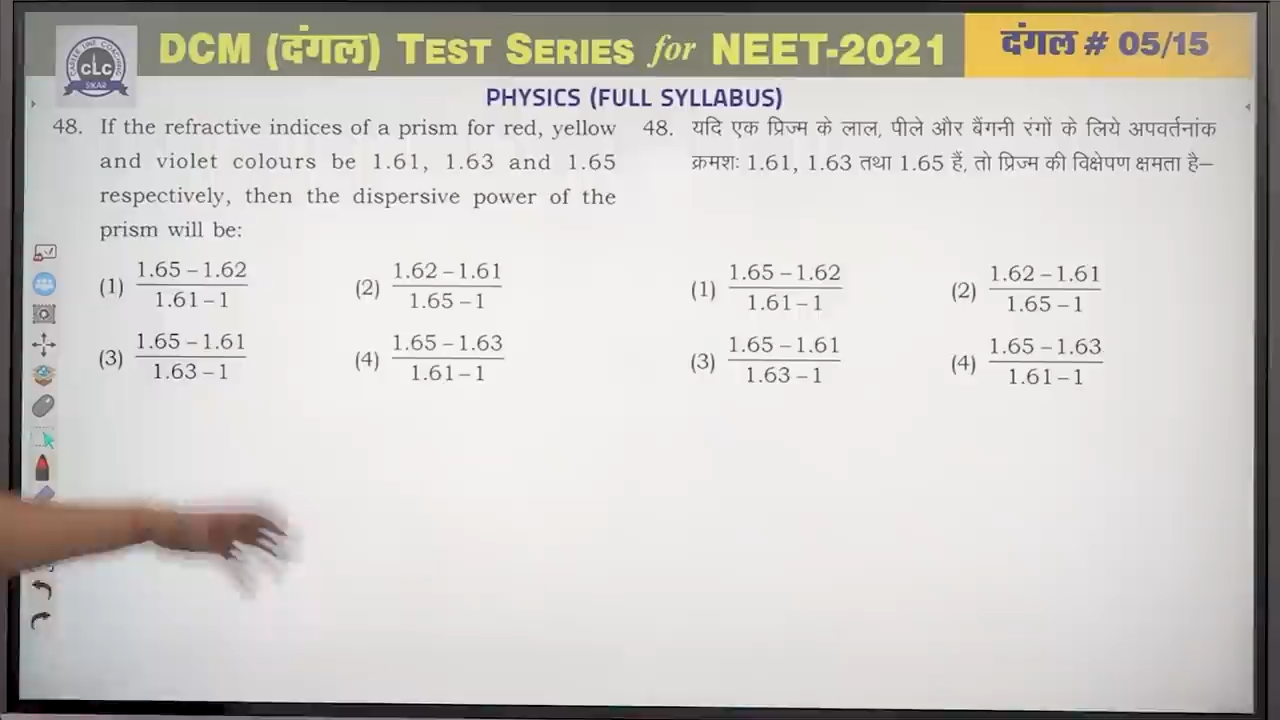 DCM (दंगल) TEST SERIES for NEET-2021
दंगल # 05/15
CLC
SIKAR
PHYSICS (FULL SYLLABUS)
48. If the refractive indices of a prism for red, yellow
and violet colours be 1.61, 1.63 and 1.65
respectively, then the dispersive power of the
prism will be:
(1) 1.65 – 1.62 / 1.61 – 1
(2) 1.62 – 1.61 / 1.65 – 1
(3) 1.65 – 1.61 / 1.63 – 1
(4) 1.65 – 1.63 / 1.61 – 1
48. यदि एक प्रिज्म के लाल, पीले और बैंगनी रंगों के लिये अपवर्तनांक
क्रमशः 1.61, 1.63 तथा 1.65 हैं, तो प्रिज्म की विक्षेपण क्षमता है–
(1) 1.65 – 1.62 / 1.61 – 1
(2) 1.62 – 1.61 / 1.65 – 1
(3) 1.65 – 1.61 / 1.63 – 1
(4) 1.65 – 1.63 / 1.61 – 1